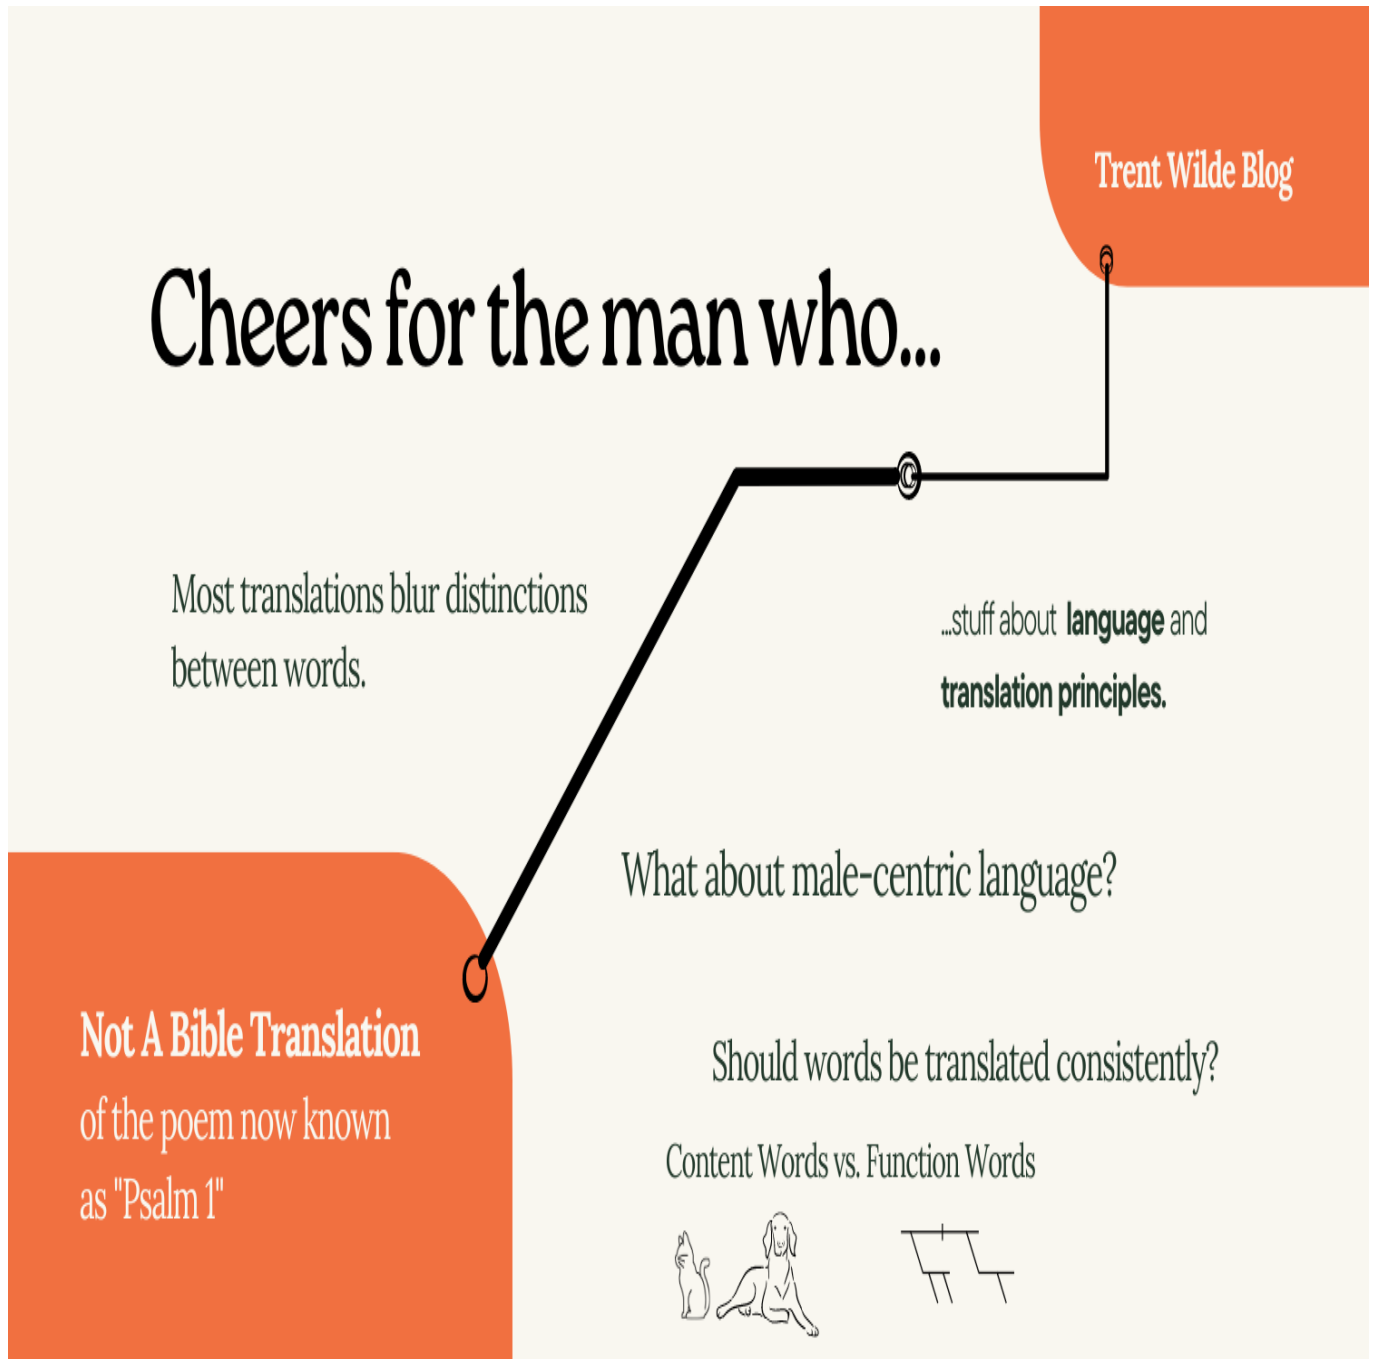 Trent Wilde Blog
Cheers for the man who...
Most translations blur distinctions
between words.
...stuff about language and
translation principles.
What about male-centric language?
Not A Bible Translation
of the poem now known
as "Psalm 1"
Should words be translated consistently?
Content Words vs. Function Words